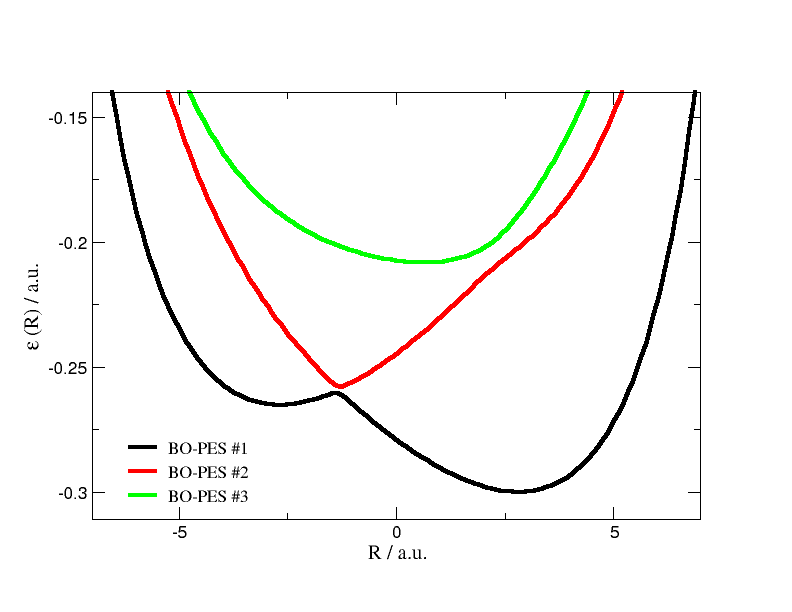 -0.15
-0.2
-0.25
-0.3
ε (R) / a.u.
BO-PES #1
BO-PES #2
BO-PES #3
-5 0 5
R / a.u.